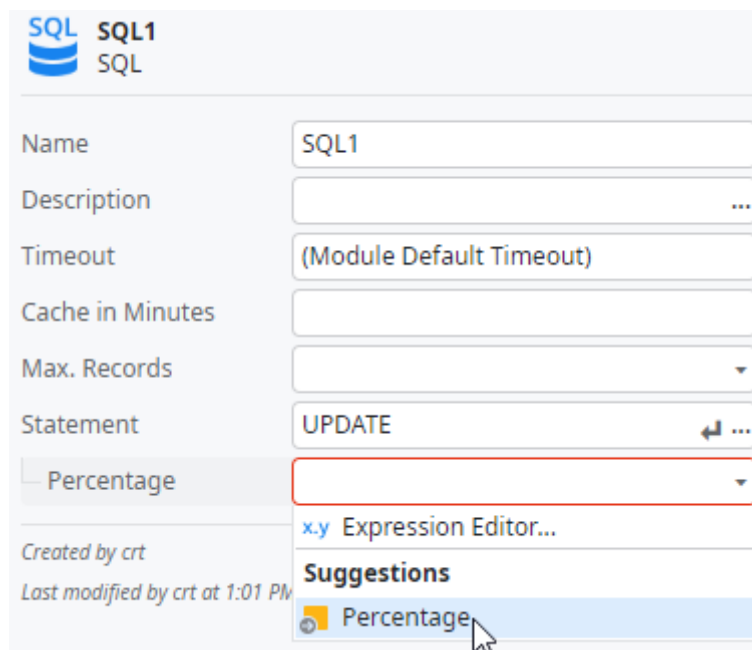 SQL SQL1
SQL
Name SQL1
Description ...
Timeout (Module Default Timeout)
Cache in Minutes
Max. Records
Statement UPDATE ...
Percentage
x.y Expression Editor...
Created by crt
Suggestions
Last modified by crt at 1:01 PM
Percentage